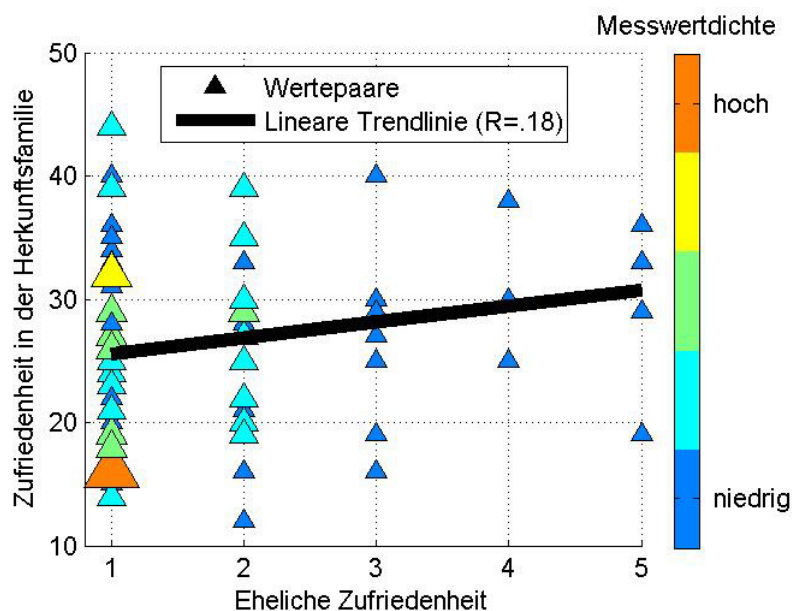 Messwertdichte
50
40
30
20
10
Zufriedenheit in der Herkunftsfamilie
Wertepaare
Lineare Trendlinie (R=.18)
hoch
niedrig
1 2 3 4 5
Eheliche Zufriedenheit